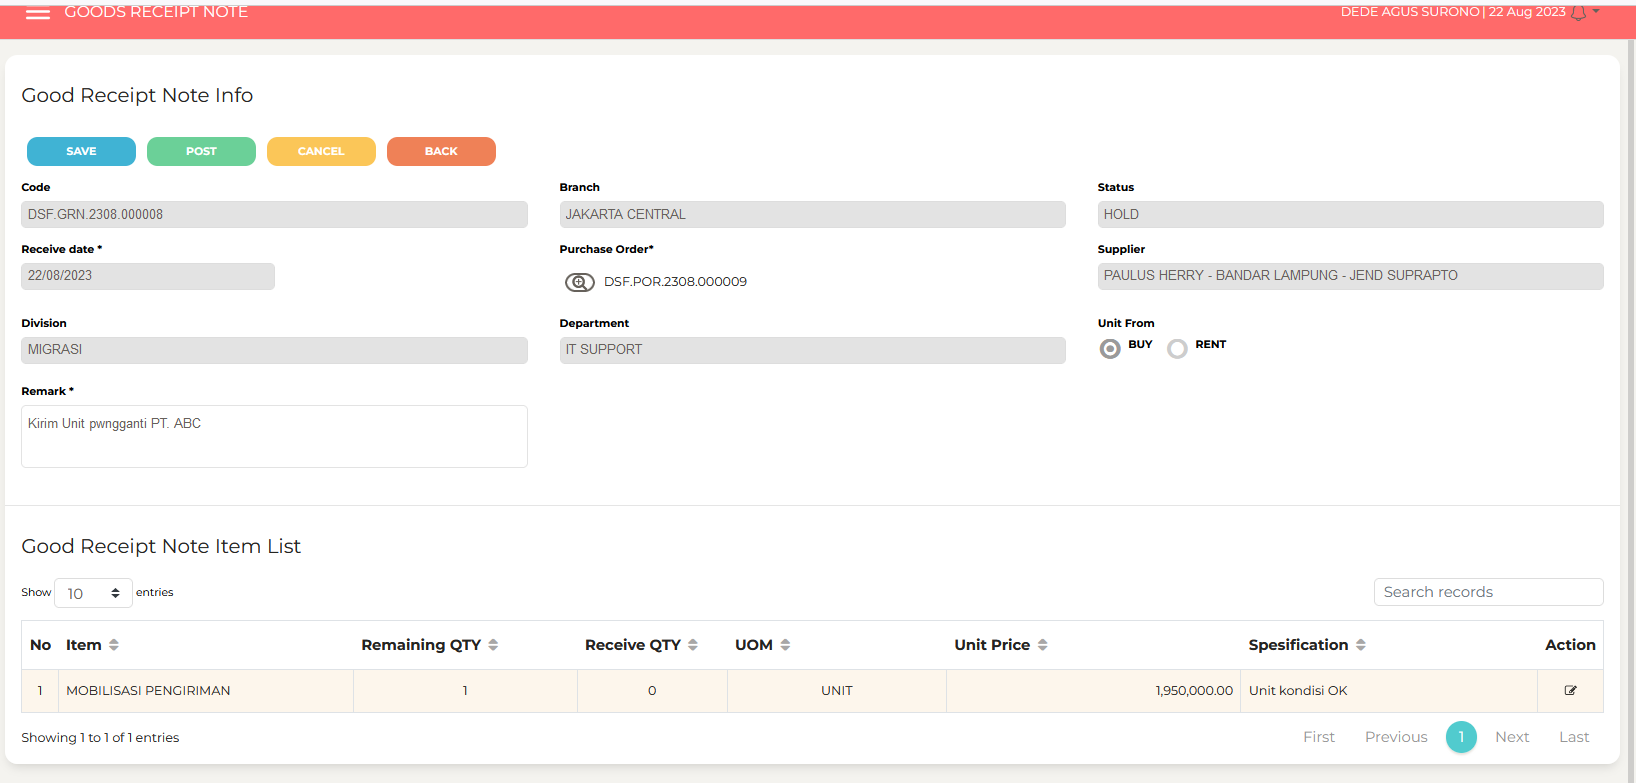 GOODS RECEIPT NOTE
DEDE AGUS SURONO | 22 Aug 2023
Good Receipt Note Info
SAVE POST CANCEL BACK
Code Branch Status
DSF.GRN.2308.000008 JAKARTA CENTRAL HOLD
Receive date * Purchase Order* Supplier
22/08/2023 DSF.POR.2308.000009 PAULUS HERRY - BANDAR LAMPUNG - JEND SUPRAPTO
Division Department Unit From
MIGRASI IT SUPPORT BUY RENT
Remark *
Kirim Unit pwngganti PT. ABC
Good Receipt Note Item List
Show 10 entries Search records
No Item Remaining QTY Receive QTY UOM Unit Price Spesification Action
1 MOBILISASI PENGIRIMAN 1 0 UNIT 1,950,000.00 Unit kondisi OK
Showing 1 to 1 of 1 entries First Previous 1 Next Last